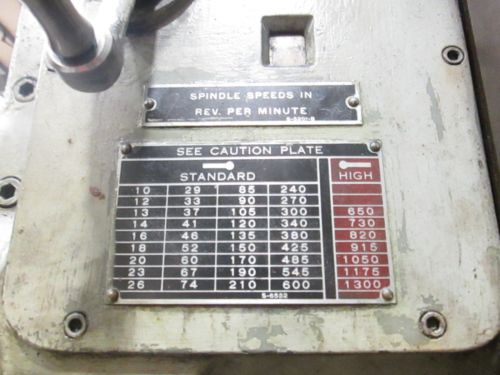 SPINDLE SPEEDS IN
REV. PER MINUTE
SEE CAUTION PLATE
STANDARD HIGH
10 29 85 240
12 33 90 270
13 37 105 300 650
14 41 120 340 730
16 46 135 380 820
18 52 150 425 915
20 60 170 485 1050
23 67 190 545 1175
26 74 210 600 1300
S-6532